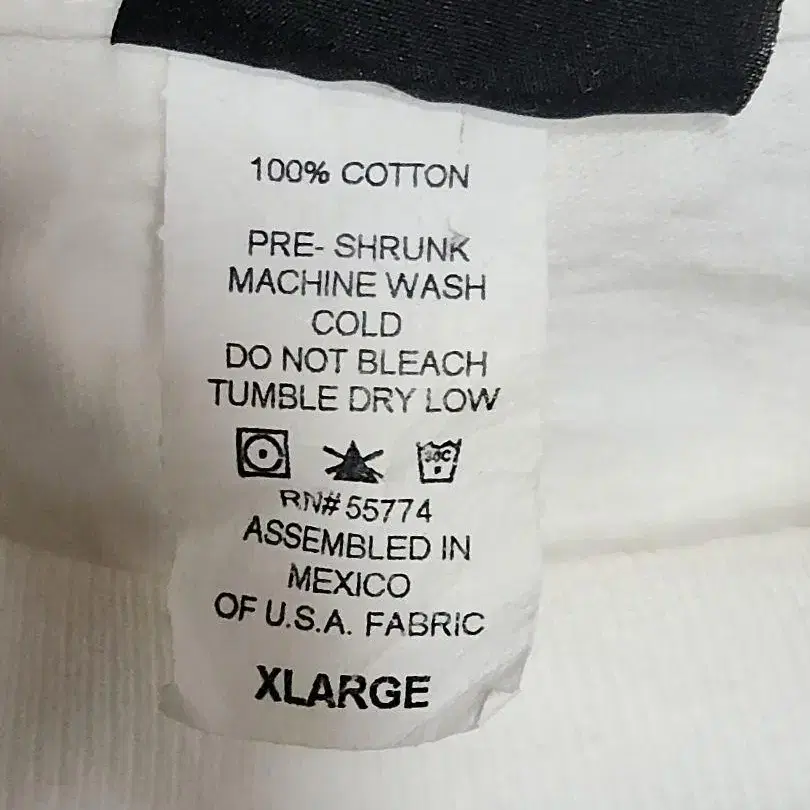 100% COTTON
PRE- SHRUNK
MACHINE WASH
COLD
DO NOT BLEACH
TUMBLE DRY LOW
30C
RN# 55774
ASSEMBLED IN
MEXICO
OF U.S.A. FABRIC
XLARGE